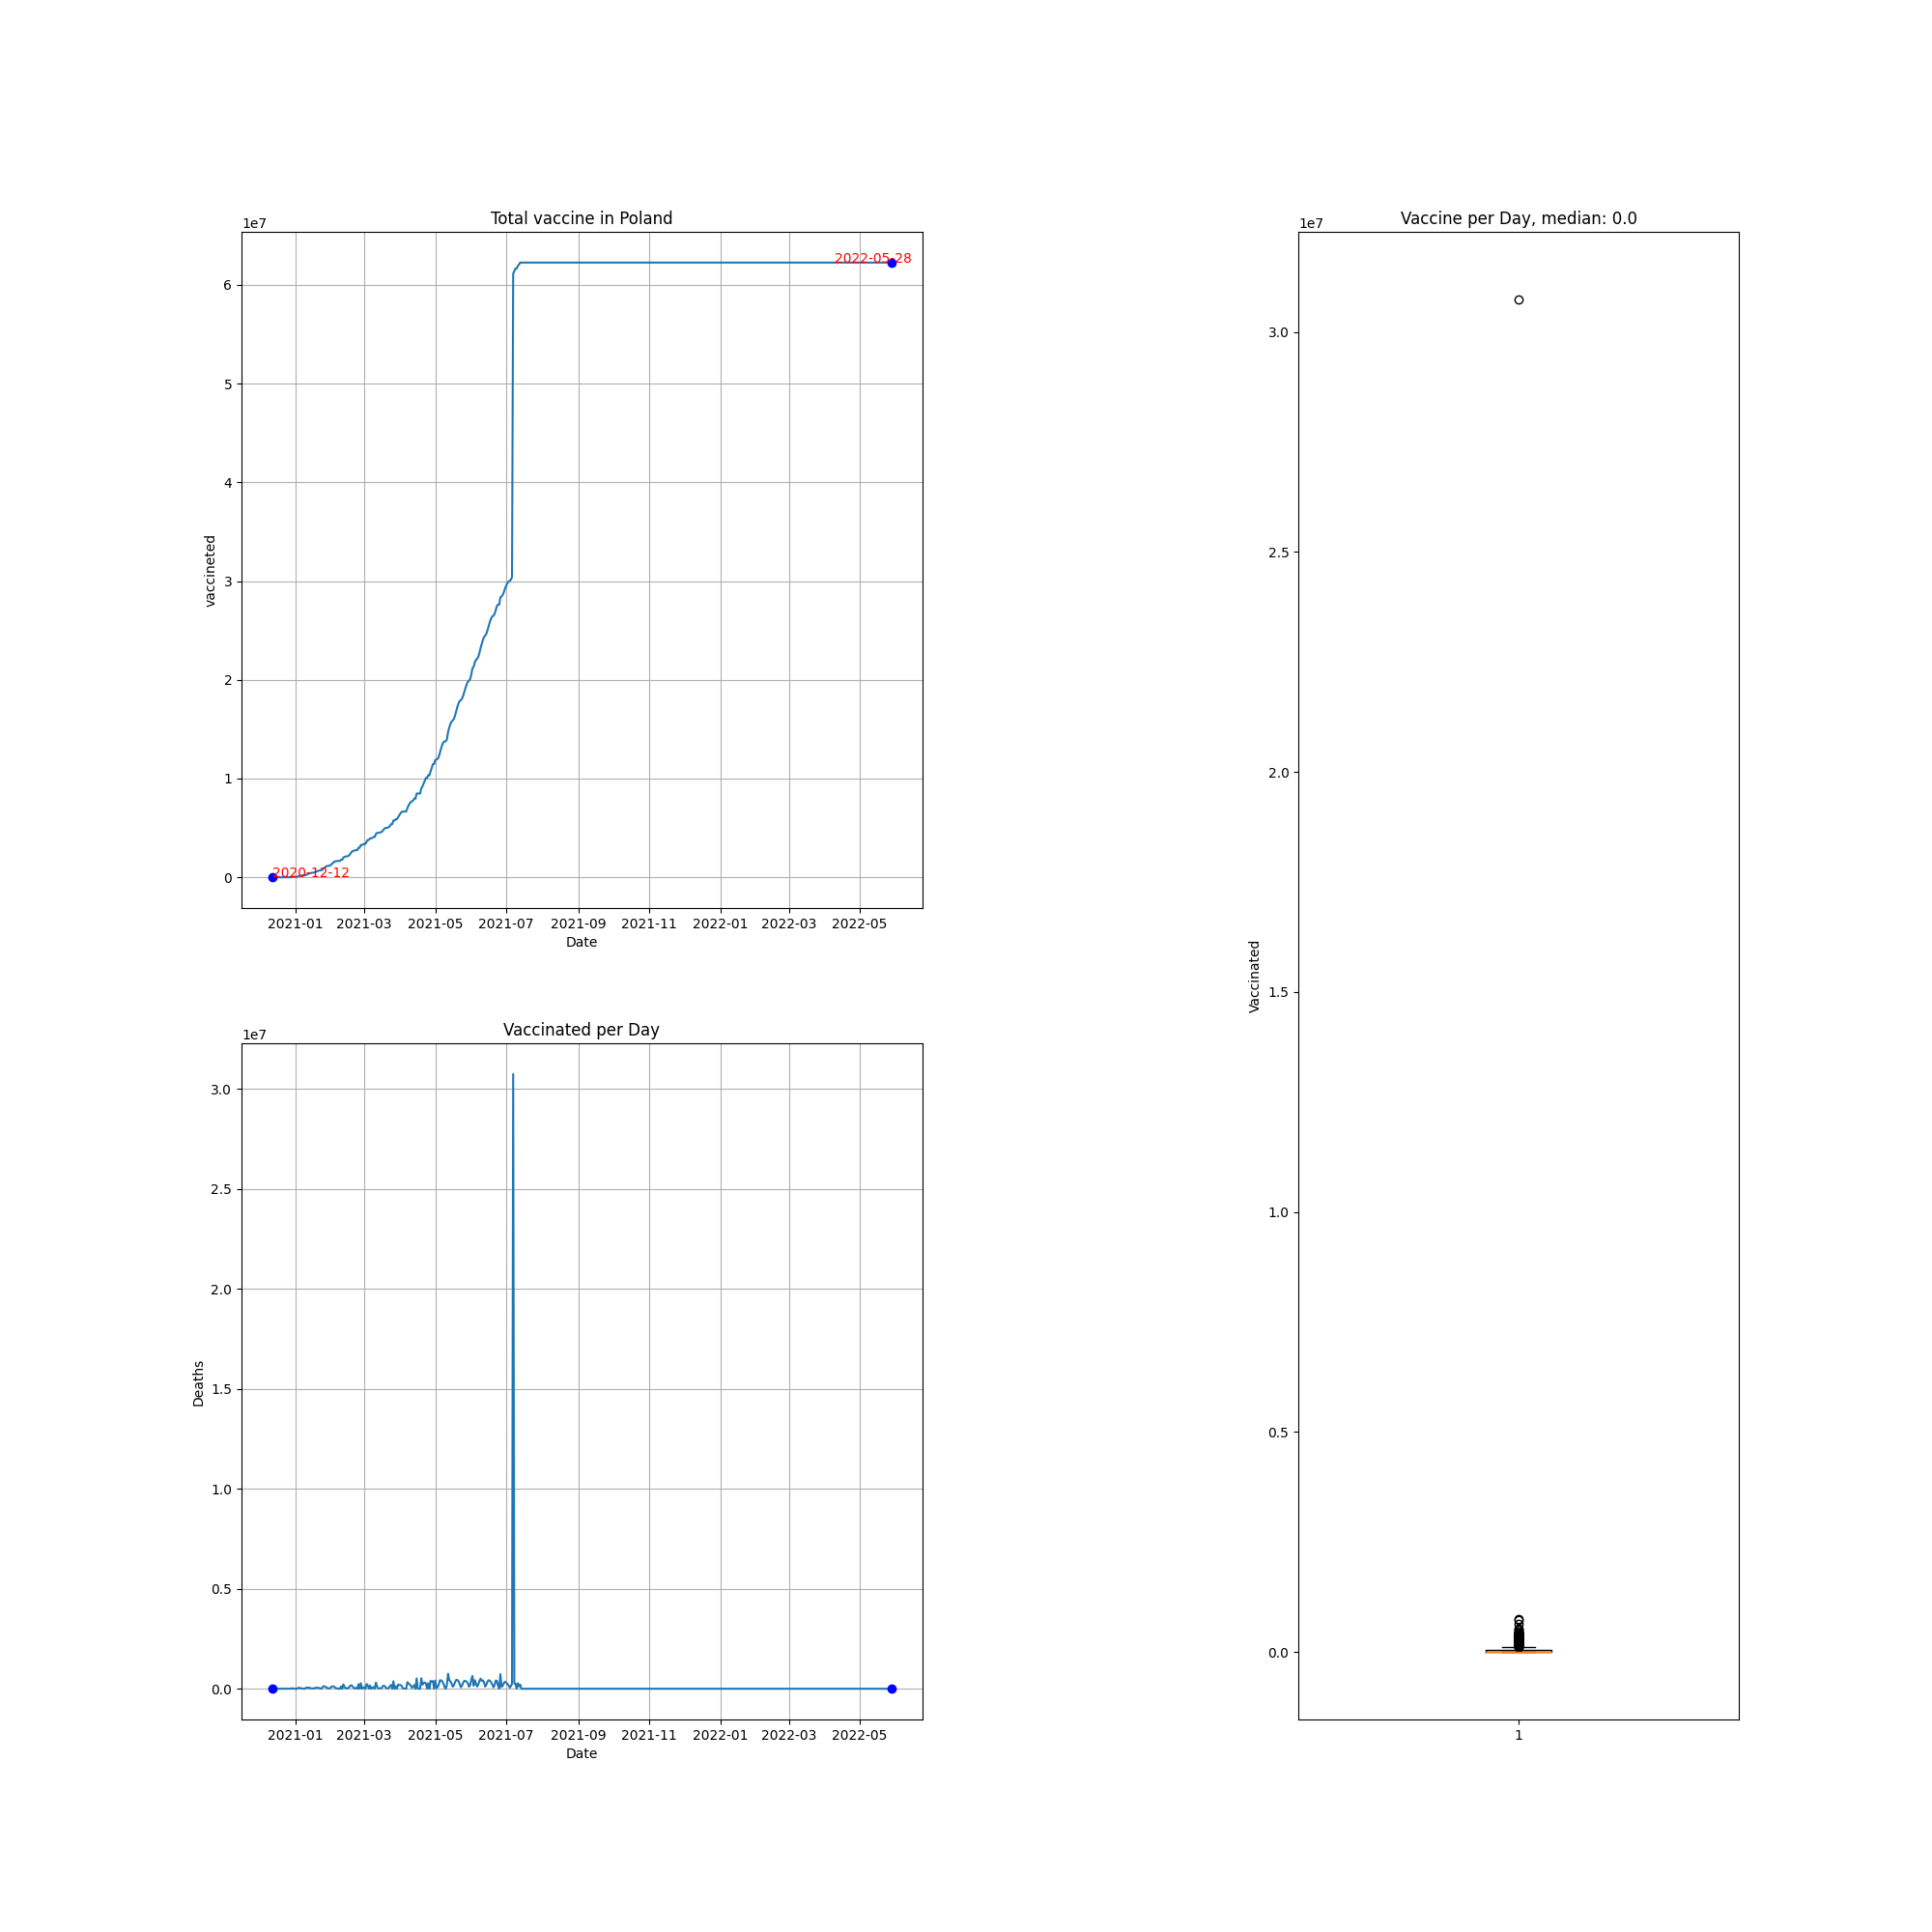 Total vaccine in Poland
1e7
6
5
4
3
2
1
0
vaccineted
2022-05-28
2020-12-12
2021-01 2021-03 2021-05 2021-07 2021-09 2021-11 2022-01 2022-03 2022-05
Date
Vaccinated per Day
1e7
3.0
2.5
2.0
1.5
1.0
0.5
0.0
Deaths
2021-01 2021-03 2021-05 2021-07 2021-09 2021-11 2022-01 2022-03 2022-05
Date
Vaccine per Day, median: 0.0
1e7
3.0
2.5
2.0
1.5
1.0
0.5
0.0
Vaccinated
1